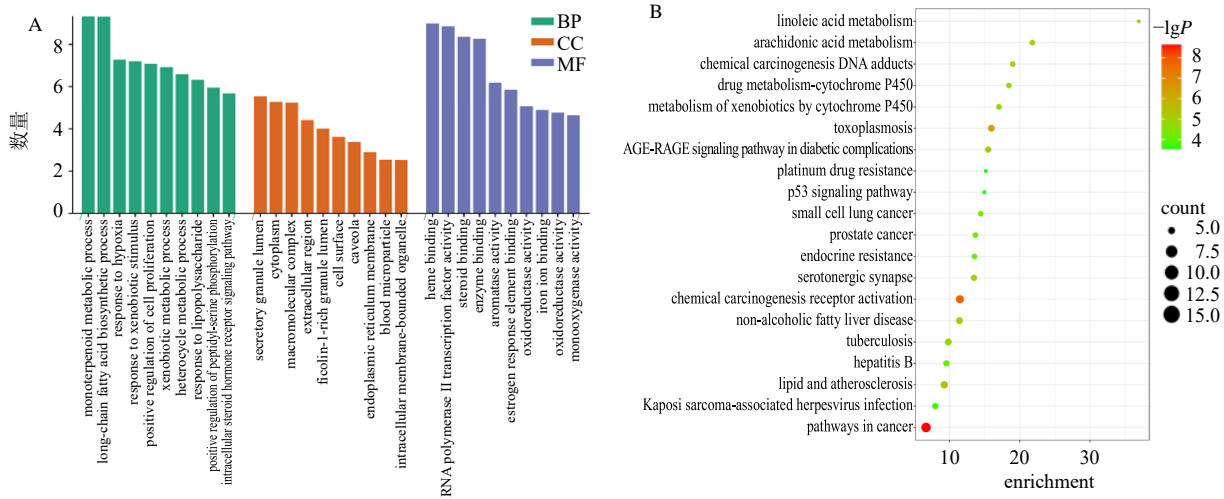 A
数量
8
6
4
2
0
BP
CC
MF
monoterpenoid metabolic process
long-chain fatty acid biosynthetic process
response to hypoxia
response to xenobiotic stimulus
positive regulation of cell proliferation
xenobiotic metabolic process
heterocycle metabolic process
response to lipopolysaccharide
positive regulation of peptidyl-serine phosphorylation
intracellular steroid hormone receptor signaling pathway
secretory granule lumen
cytoplasm
macromolecular complex
extracellular region
ficolin-1-rich granule lumen
cell surface
caveola
endoplasmic reticulum membrane
blood microparticle
intracellular membrane-bounded organelle
heme binding
RNA polymerase II transcription factor activity
steroid binding
enzyme binding
aromatase activity
estrogen response element binding
oxidoreductase activity
iron ion binding
oxidoreductase activity
monooxygenase activity
B
linoleic acid metabolism
arachidonic acid metabolism
chemical carcinogenesis DNA adducts
drug metabolism-cytochrome P450
metabolism of xenobiotics by cytochrome P450
toxoplasmosis
AGE-RAGE signaling pathway in diabetic complications
platinum drug resistance
p53 signaling pathway
small cell lung cancer
prostate cancer
endocrine resistance
serotonergic synapse
chemical carcinogenesis receptor activation
non-alcoholic fatty liver disease
tuberculosis
hepatitis B
lipid and atherosclerosis
Kaposi sarcoma-associated herpesvirus infection
pathways in cancer
10 20 30
enrichment
−lgP
8
7
6
5
4
count
5.0
7.5
10.0
12.5
15.0